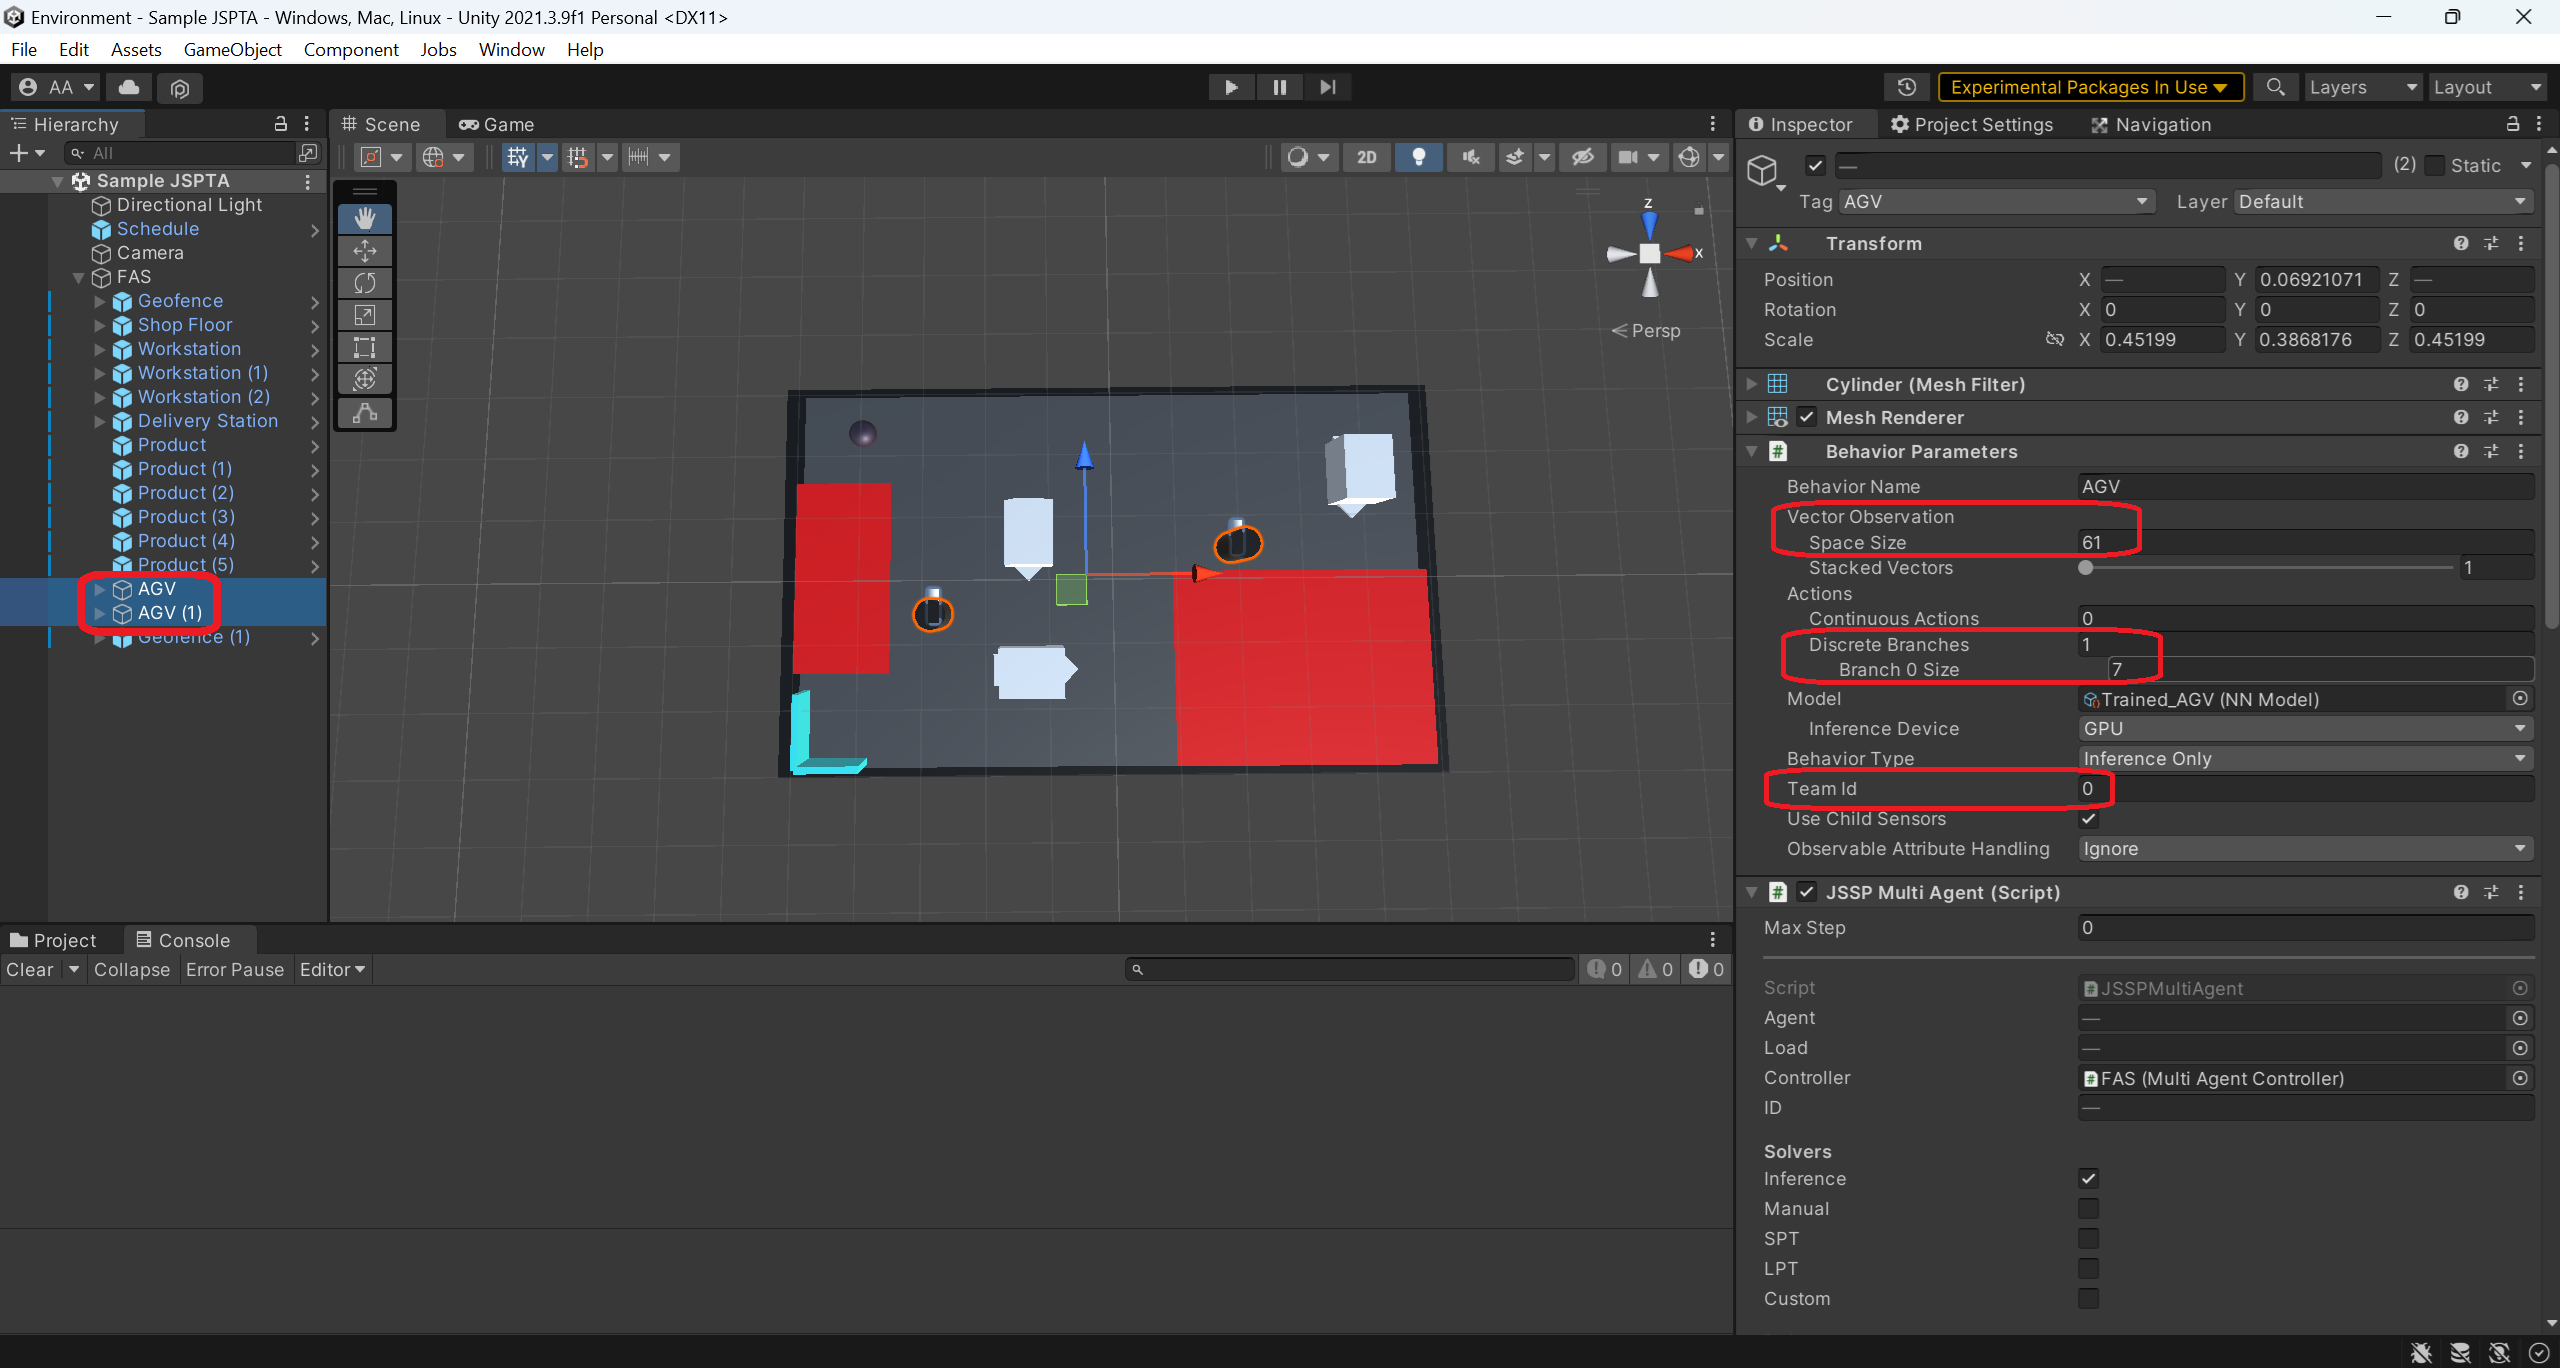 Environment - Sample JSPTA - Windows, Mac, Linux - Unity 2021.3.9f1 Personal <DX11>
File Edit Assets GameObject Component Jobs Window Help
AA Experimental Packages In Use Layers Layout
Hierarchy
All
Sample JSPTA
Directional Light
Schedule
Camera
FAS
Geofence
Shop Floor
Workstation
Workstation (1)
Workstation (2)
Delivery Station
Product
Product (1)
Product (2)
Product (3)
Product (4)
Product (5)
AGV
AGV (1)
Geofence (1)
Scene Game
2D
z
x
Persp
Project Console
Clear Collapse Error Pause Editor 0 0 0
Inspector Project Settings Navigation
— (2) Static
Tag AGV Layer Default
Transform
Position X — Y 0.06921071 Z —
Rotation X 0 Y 0 Z 0
Scale X 0.45199 Y 0.3868176 Z 0.45199
Cylinder (Mesh Filter)
Mesh Renderer
Behavior Parameters
Behavior Name AGV
Vector Observation
Space Size 61
Stacked Vectors 1
Actions
Continuous Actions 0
Discrete Branches 1
Branch 0 Size 7
Model Trained_AGV (NN Model)
Inference Device GPU
Behavior Type Inference Only
Team Id 0
Use Child Sensors
Observable Attribute Handling Ignore
JSSP Multi Agent (Script)
Max Step 0
Script JSSPMultiAgent
Agent —
Load —
Controller FAS (Multi Agent Controller)
ID —
Solvers
Inference
Manual
SPT
LPT
Custom